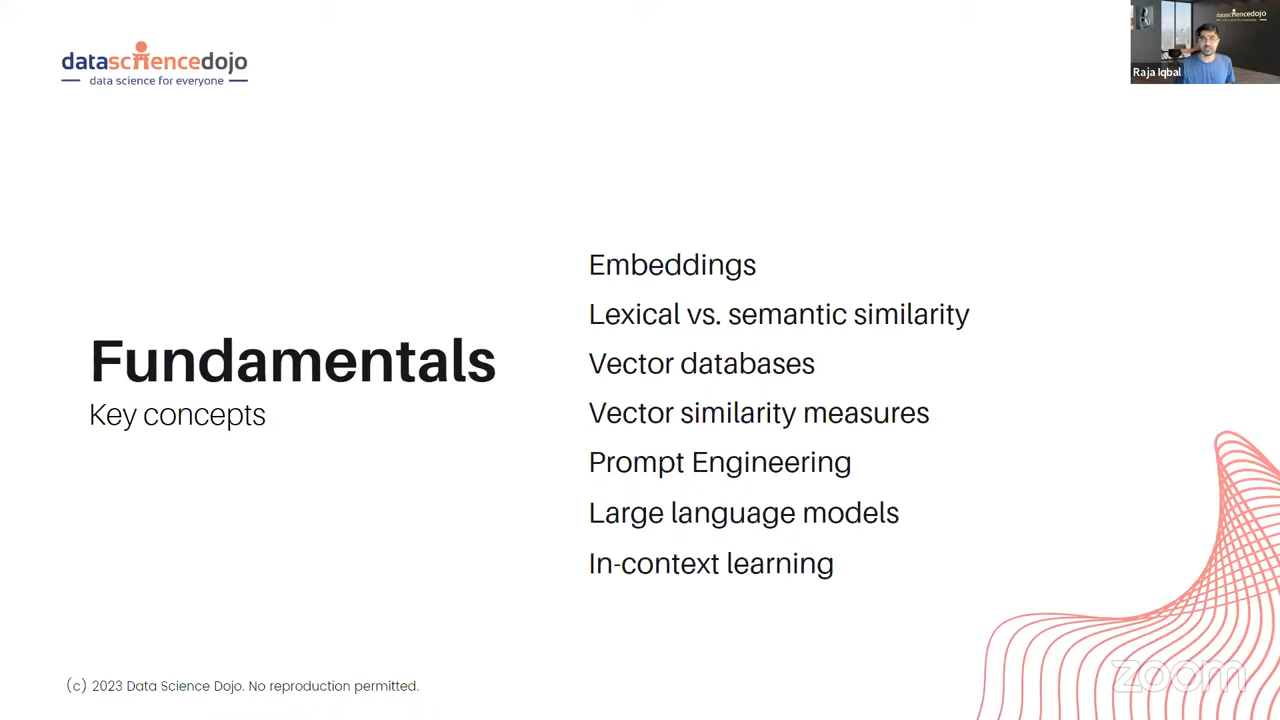 datasciencedojo
data science for everyone
datasciencedojo
Raja Iqbal
Fundamentals
Key concepts
Embeddings
Lexical vs. semantic similarity
Vector databases
Vector similarity measures
Prompt Engineering
Large language models
In-context learning
(c) 2023 Data Science Dojo. No reproduction permitted.
zoom